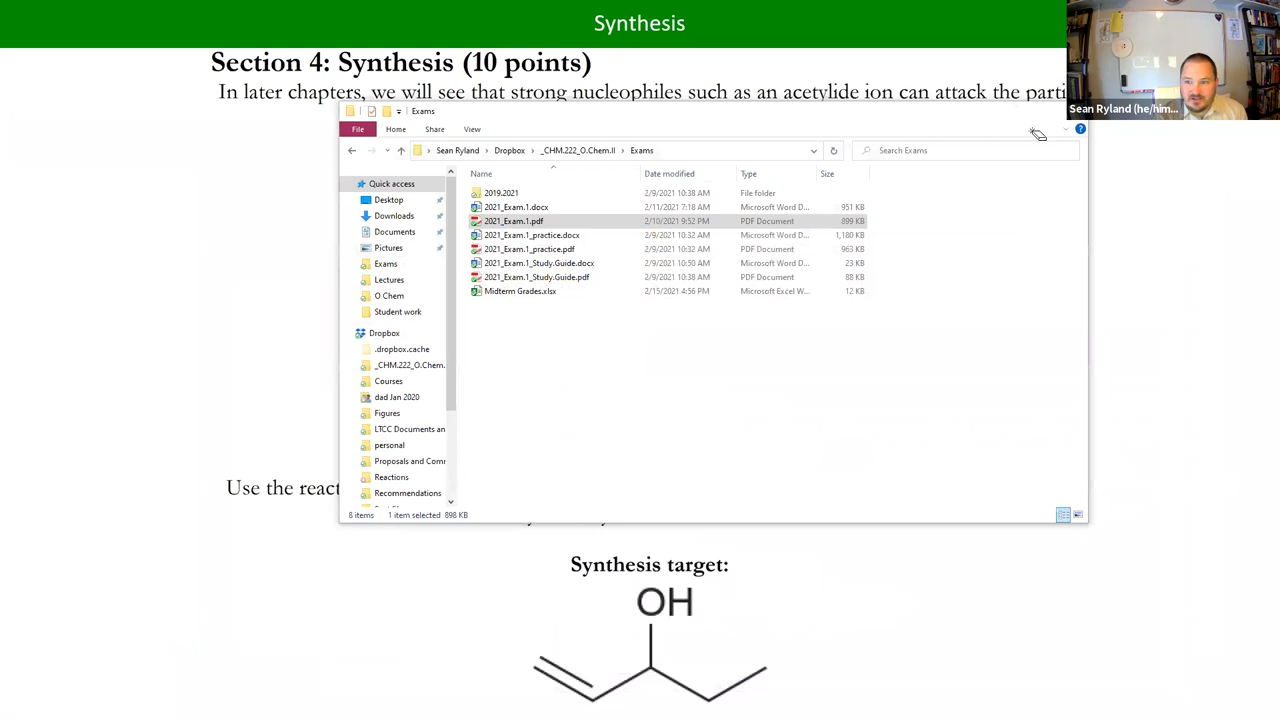 Synthesis
Section 4: Synthesis (10 points)
In later chapters, we will see that strong nucleophiles such as an acetylide ion can attack the parti
Sean Ryland (he/him...
Exams
File Home Share View
Sean Ryland Dropbox _CHM.222_O.Chem.II Exams
Search Exams
Name Date modified Type Size
Quick access
Desktop
Downloads
Documents
Pictures
Exams
Lectures
O Chem
Student work
Dropbox
.dropbox.cache
_CHM.222_O.Chem.
Courses
dad Jan 2020
Figures
LTCC Documents an
personal
Proposals and Comr
Reactions
Recommendations
2019.2021 2/9/2021 10:38 AM File folder
2021_Exam.1.docx 2/11/2021 7:18 AM Microsoft Word D... 951 KB
2021_Exam.1.pdf 2/10/2021 9:52 PM PDF Document 899 KB
2021_Exam.1_practice.docx 2/9/2021 10:32 AM Microsoft Word D... 1,180 KB
2021_Exam.1_practice.pdf 2/9/2021 10:32 AM PDF Document 963 KB
2021_Exam.1_Study.Guide.docx 2/9/2021 10:50 AM Microsoft Word D... 23 KB
2021_Exam.1_Study.Guide.pdf 2/9/2021 10:38 AM PDF Document 88 KB
Midterm Grades.xlsx 2/15/2021 4:56 PM Microsoft Excel W... 12 KB
8 items 1 item selected 898 KB
Use the react
Synthesis target:
OH